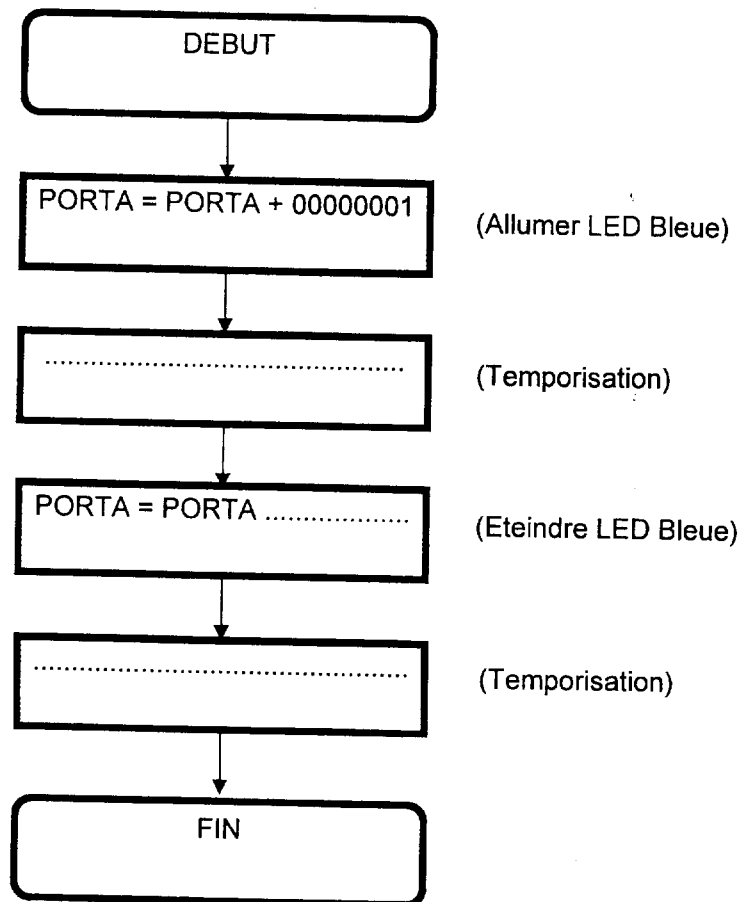 DEBUT
PORTA = PORTA + 00000001
(Allumer LED Bleue)
.......................................
(Temporisation)
PORTA = PORTA ................
(Eteindre LED Bleue)
.........................................
(Temporisation)
FIN